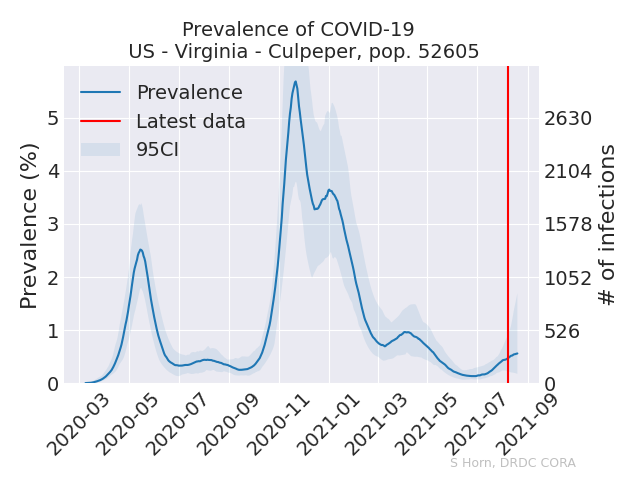 Prevalence of COVID-19
US - Virginia - Culpeper, pop. 52605
Prevalence
Latest data
95CI
Prevalence (%)
5
4
3
2
1
0
2630
2104
1578
1052
526
0
# of infections
2020-03
2020-05
2020-07
2020-09
2020-11
2021-01
2021-03
2021-05
2021-07
2021-09
S Horn, DRDC CORA